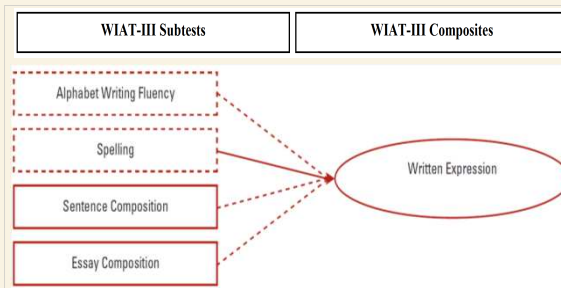 WIAT-III Subtests
WIAT-III Composites
Alphabet Writing Fluency
Spelling
Sentence Composition
Essay Composition
Written Expression